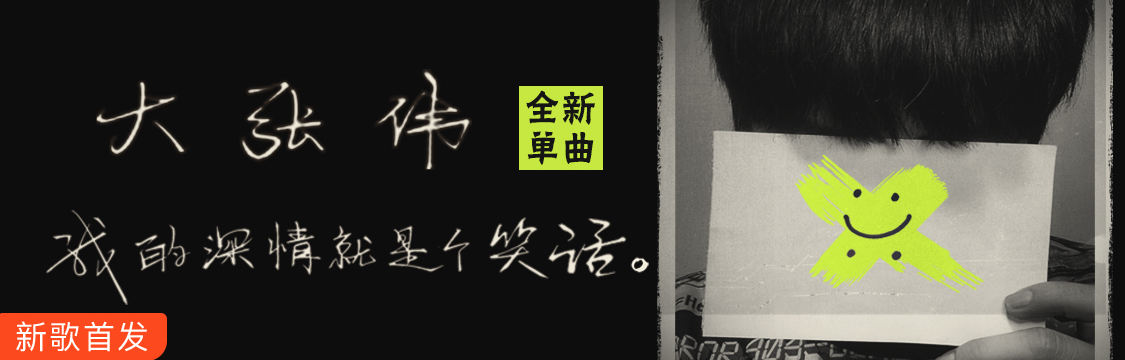 大张伟
全新
单曲
我的深情就是个笑话。
新歌首发